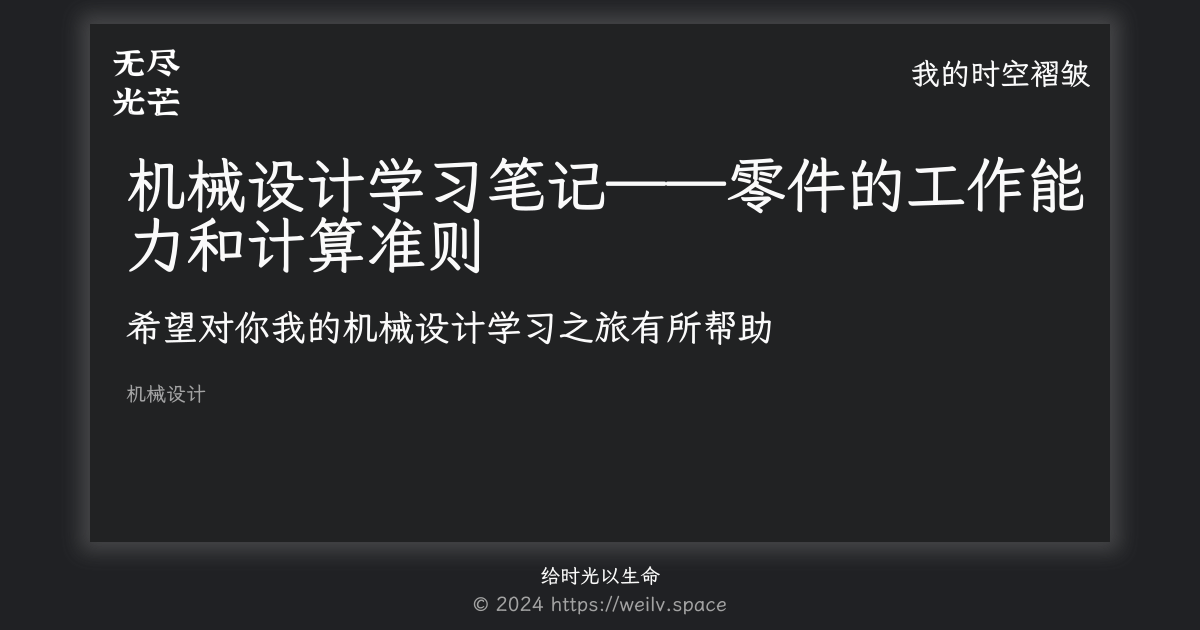 无尽
光芒
我的时空褶皱
机械设计学习笔记——零件的工作能
力和计算准则
希望对你我的机械设计学习之旅有所帮助
机械设计
给时光以生命
© 2024 https://weilv.space